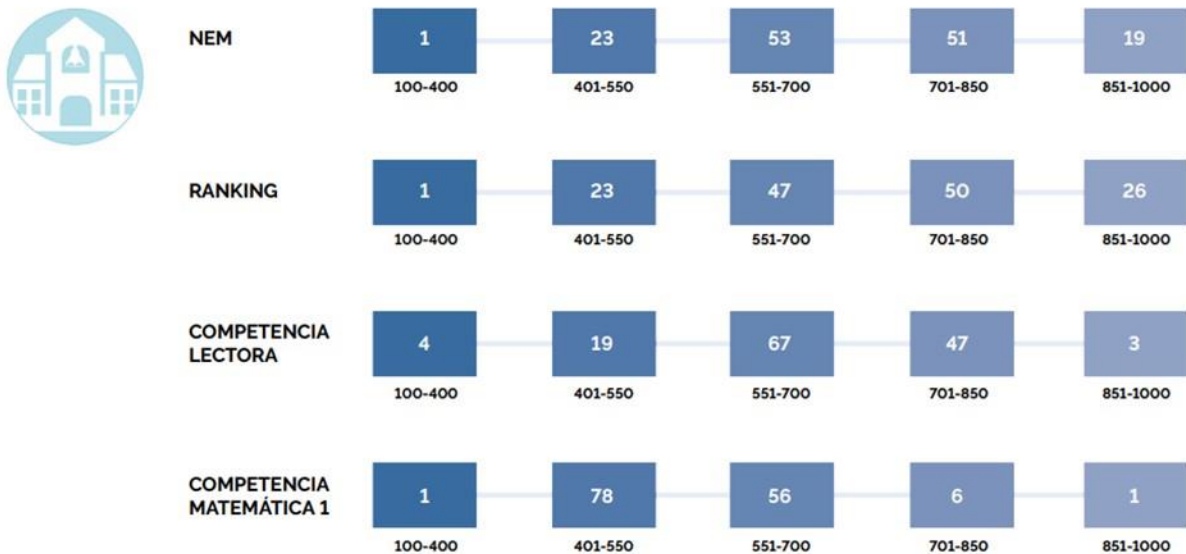 NEM
1 23 53 51 19
100-400 401-550 551-700 701-850 851-1000
RANKING
1 23 47 50 26
100-400 401-550 551-700 701-850 851-1000
COMPETENCIA
LECTORA
4 19 67 47 3
100-400 401-550 551-700 701-850 851-1000
COMPETENCIA
MATEMÁTICA 1
1 78 56 6 1
100-400 401-550 551-700 701-850 851-1000